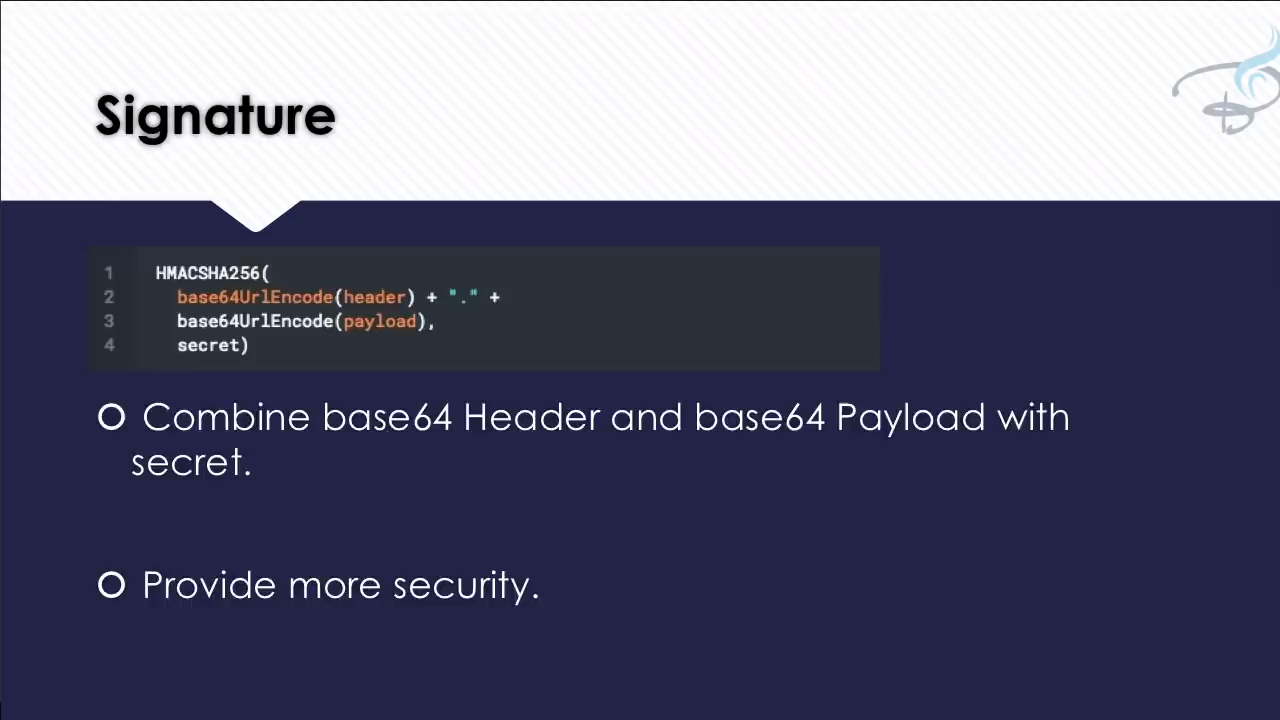 Signature
1 HMACSHA256(
2 base64UrlEncode(header) + "." +
3 base64UrlEncode(payload),
4 secret)
O Combine base64 Header and base64 Payload with
secret.
O Provide more security.